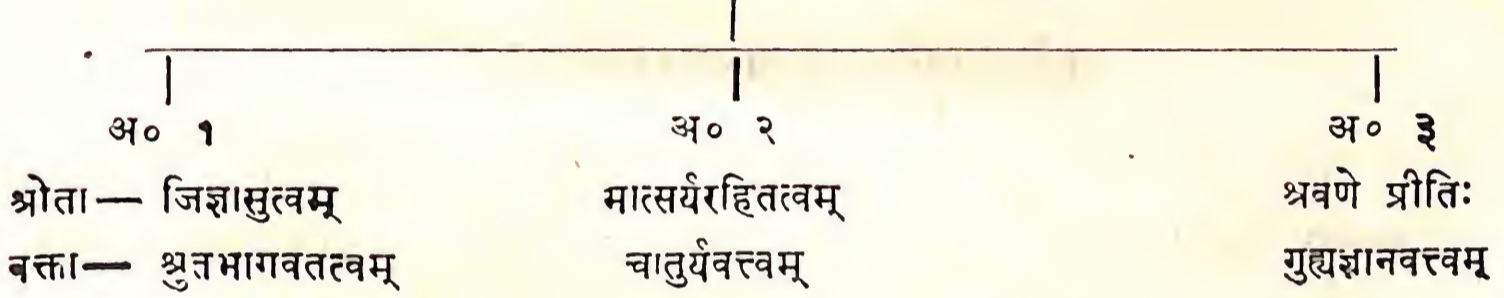 अ० १ अ० २ अ० ३
श्रोता— जिज्ञासुत्वम् मात्सर्यरहितत्वम् श्रवणे प्रीतिः
वक्ता— श्रुतभागवतत्वम् चातुर्यवत्त्वम् गुह्यज्ञानवत्त्वम्